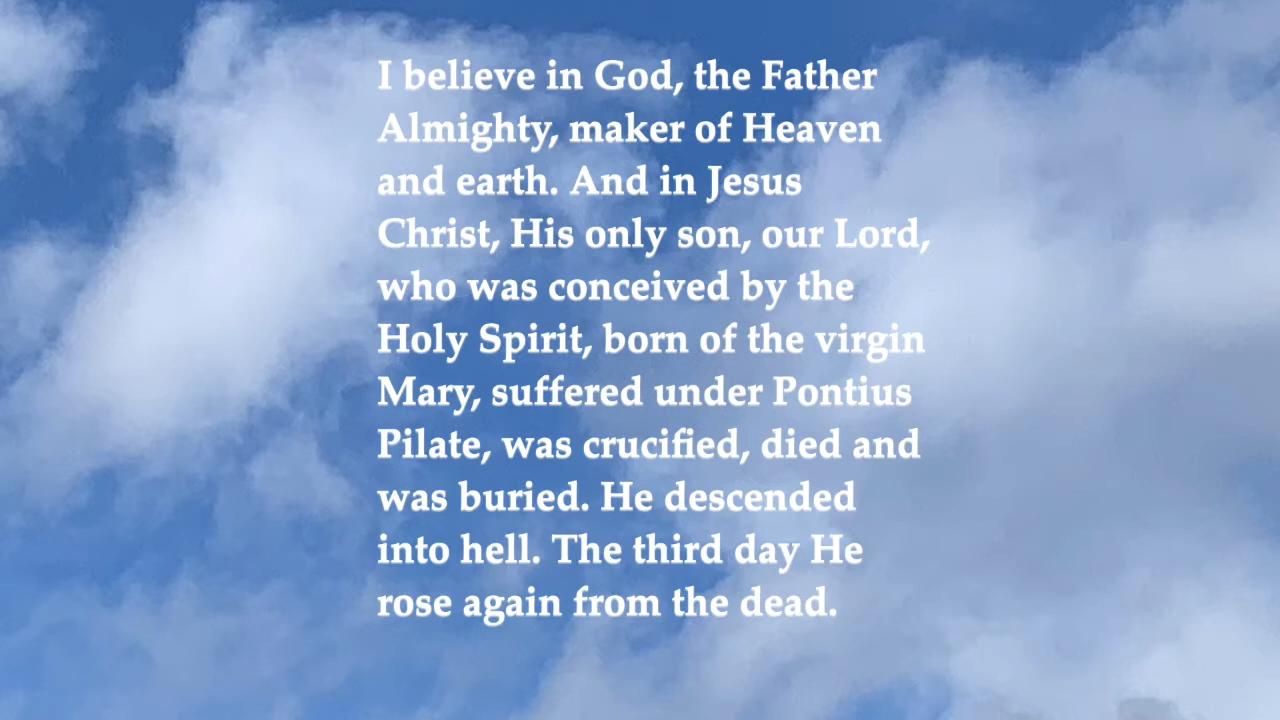 I believe in God, the Father
Almighty, maker of Heaven
and earth. And in Jesus
Christ, His only son, our Lord,
who was conceived by the
Holy Spirit, born of the virgin
Mary, suffered under Pontius
Pilate, was crucified, died and
was buried. He descended
into hell. The third day He
rose again from the dead.